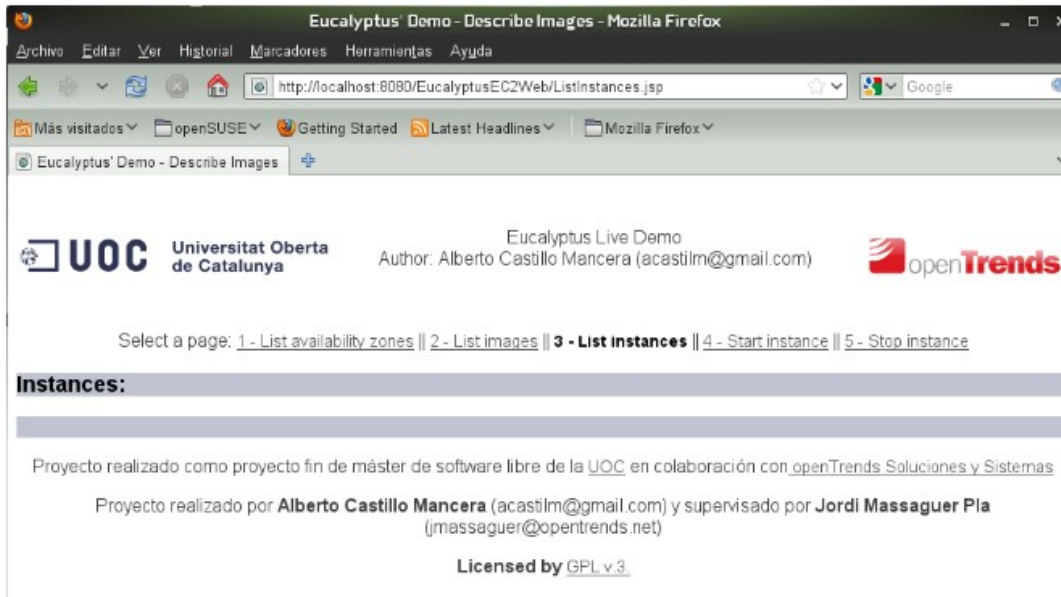 Eucalyptus' Demo - Describe Images - Mozilla Firefox
Archivo Editar Ver Historial Marcadores Herramientas Ayuda
http://localhost:8080/EucalyptusEC2Web/ListInstances.jsp Google
Más visitados openSUSE Getting Started Latest Headlines Mozilla Firefox
Eucalyptus' Demo - Describe Images
UOC Universitat Oberta de Catalunya
Eucalyptus Live Demo
Author: Alberto Castillo Mancera (acastilm@gmail.com)
openTrends
Select a page: 1 - List availability zones || 2 - List images || 3 - List instances || 4 - Start instance || 5 - Stop instance
Instances:
Proyecto realizado como proyecto fin de máster de software libre de la UOC en colaboración con openTrends Soluciones y Sistemas
Proyecto realizado por Alberto Castillo Mancera (acastilm@gmail.com) y supervisado por Jordi Massaguer Pla
(jmassaguer@opentrends.net)
Licensed by GPL v.3.